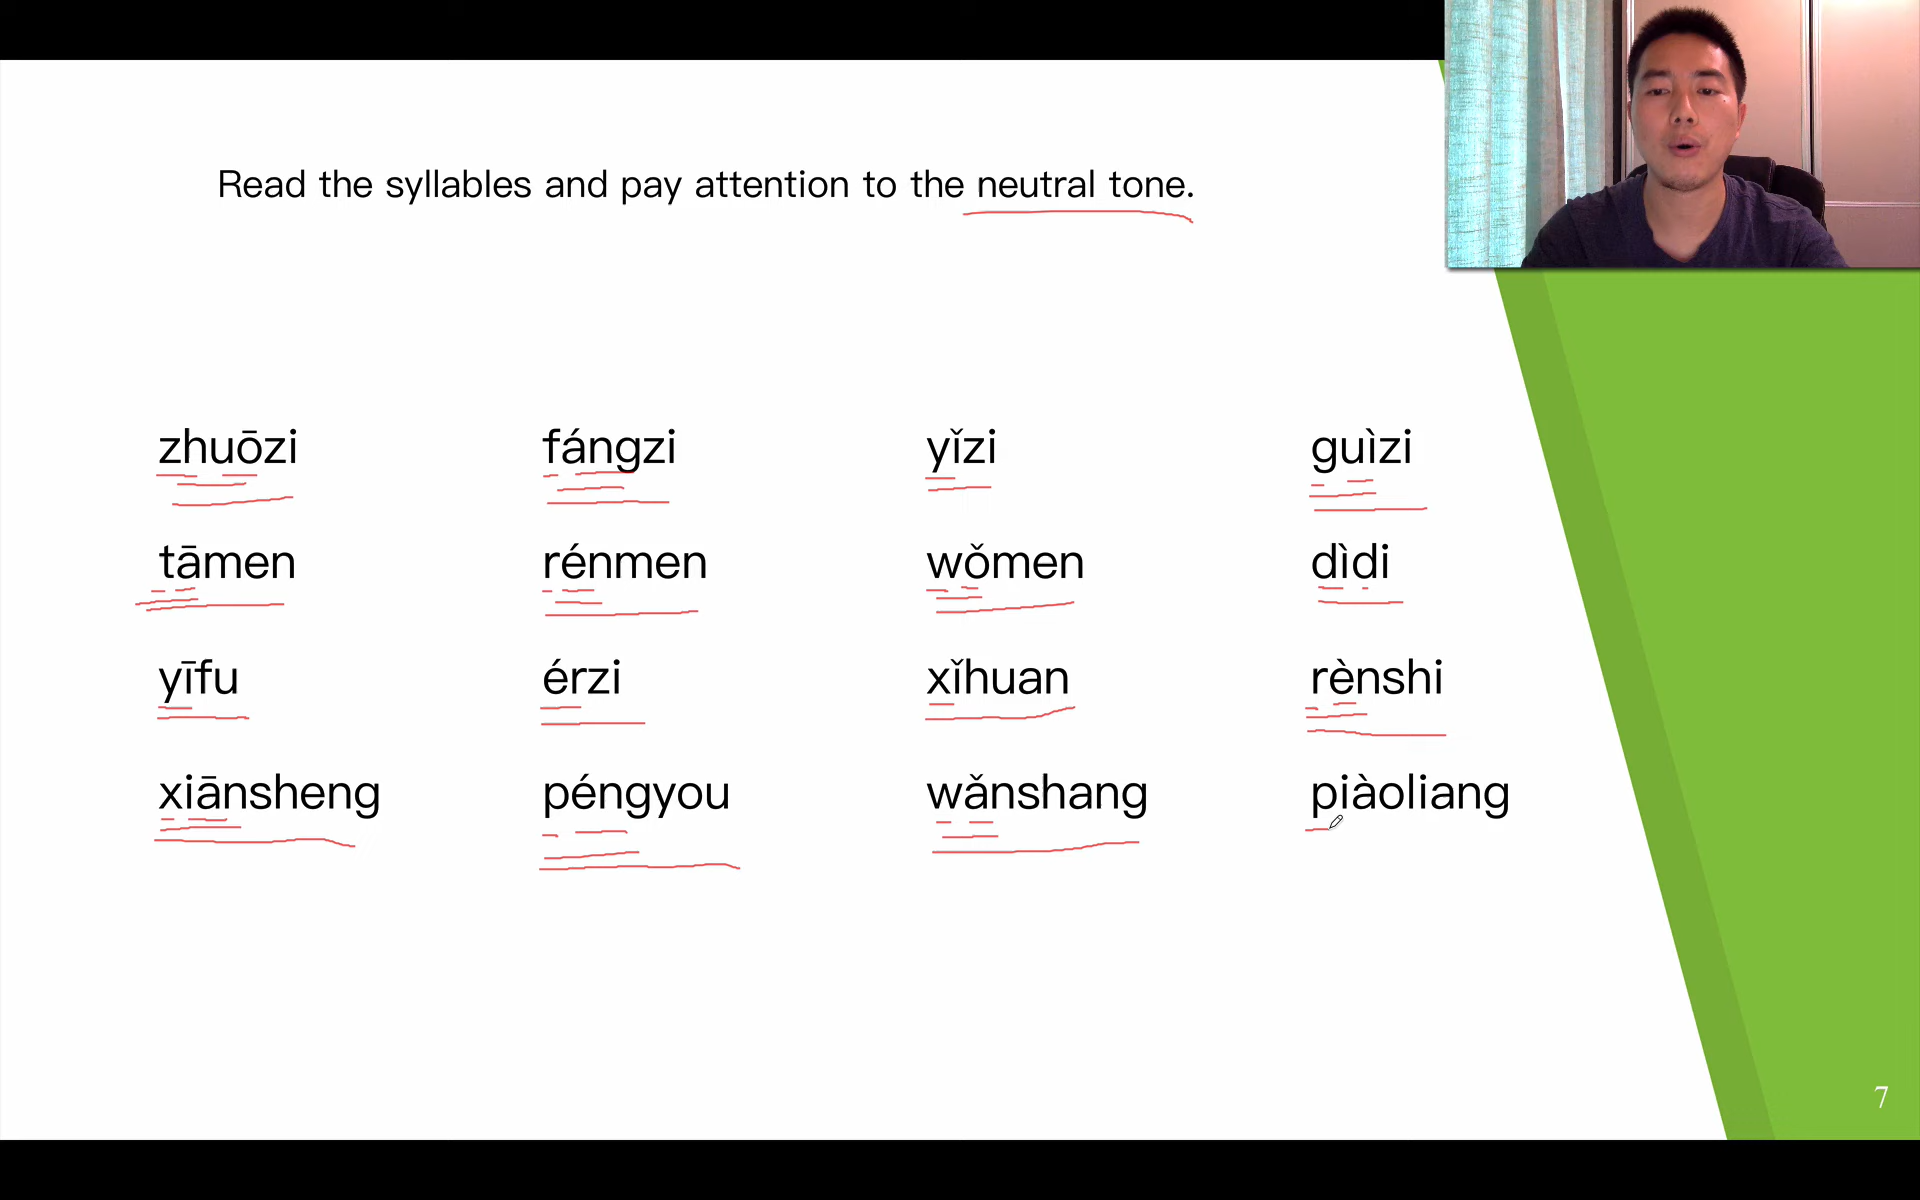 Read the syllables and pay attention to the neutral tone.
zhuōzi fángzi yǐzi guìzi
tāmen rénmen wǒmen dìdi
yīfu érzi xǐhuan rènshi
xiānsheng péngyou wǎnshang piàoliang
7